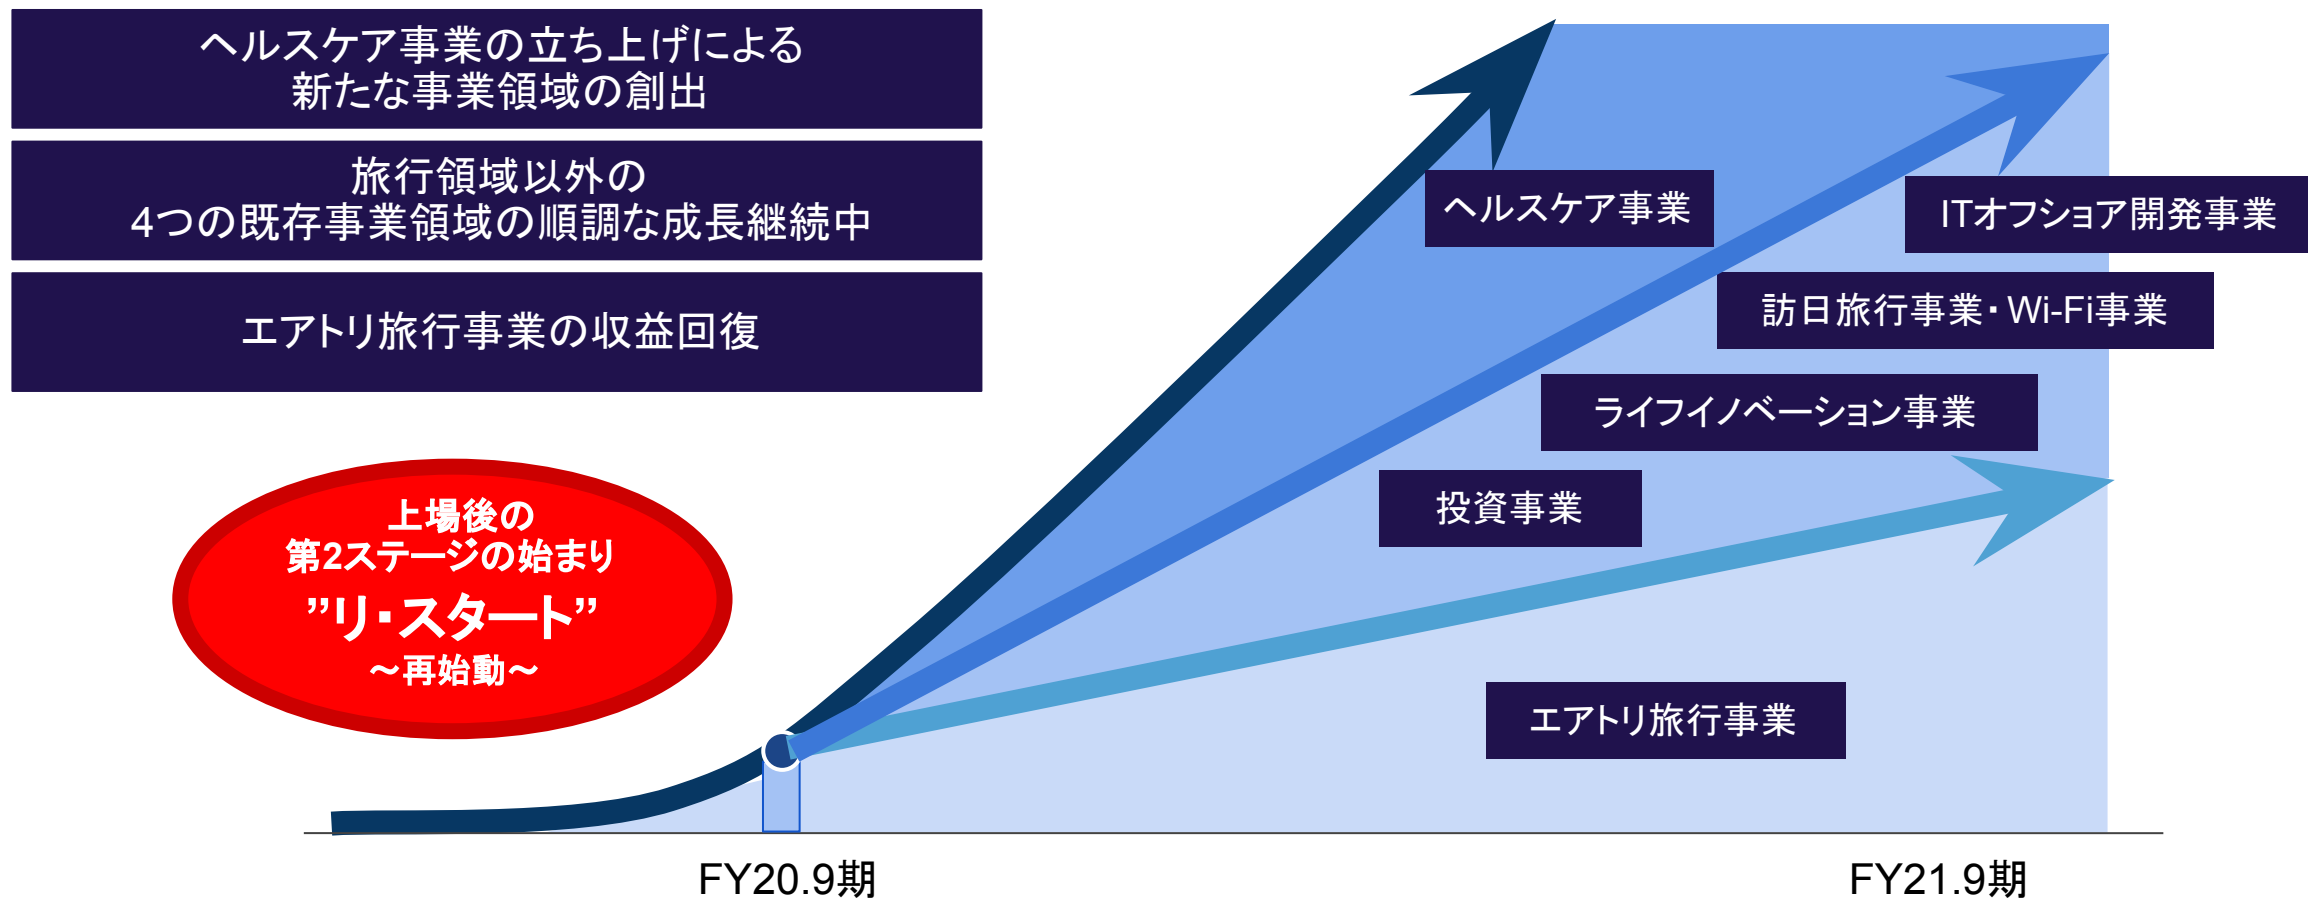 ヘルスケア事業の立ち上げによる
新たな事業領域の創出
旅行領域以外の
4つの既存事業領域の順調な成長継続中
エアトリ旅行事業の収益回復
上場後の
第2ステージの始まり
”リ・スタート”
～再始動～
ヘルスケア事業
ITオフショア開発事業
訪日旅行事業・Wi-Fi事業
ライフイノベーション事業
投資事業
エアトリ旅行事業
FY20.9期
FY21.9期